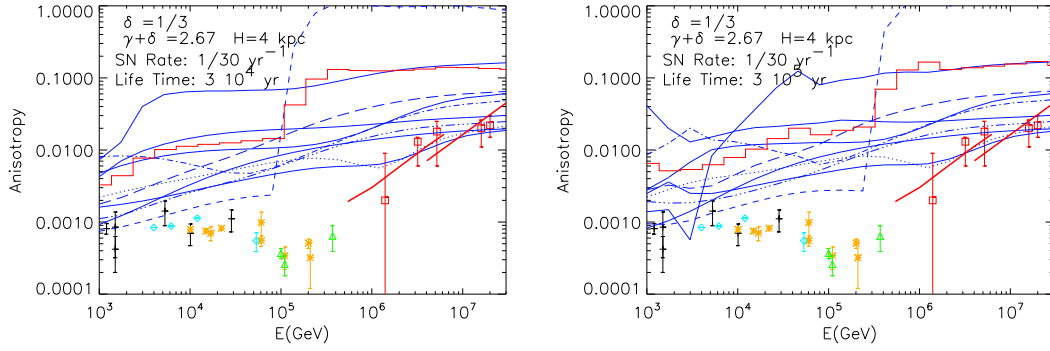 1.0000
0.1000
0.0100
0.0010
0.0001
Anisotropy
δ =1/3
γ+δ =2.67 H=4 kpc
SN Rate: 1/30 yr⁻¹
Life Time: 3 10⁴ yr
10³ 10⁴ 10⁵ 10⁶ 10⁷
E(GeV)
1.0000
0.1000
0.0100
0.0010
0.0001
Anisotropy
δ =1/3
γ+δ =2.67 H=4 kpc
SN Rate: 1/30 yr⁻¹
Life Time: 3 10⁵ yr
10³ 10⁴ 10⁵ 10⁶ 10⁷
E(GeV)